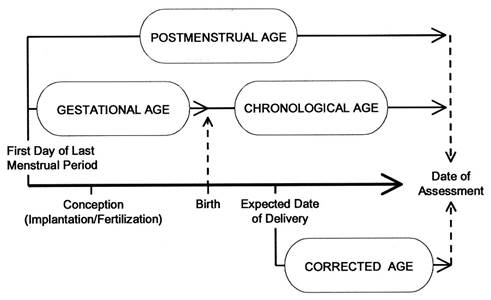 POSTMENSTRUAL AGE
GESTATIONAL AGE
CHRONOLOGICAL AGE
First Day of Last
Menstrual Period
Date of
Assessment
Conception
(Implantation/Fertilization)
Birth
Expected Date
of Delivery
CORRECTED AGE